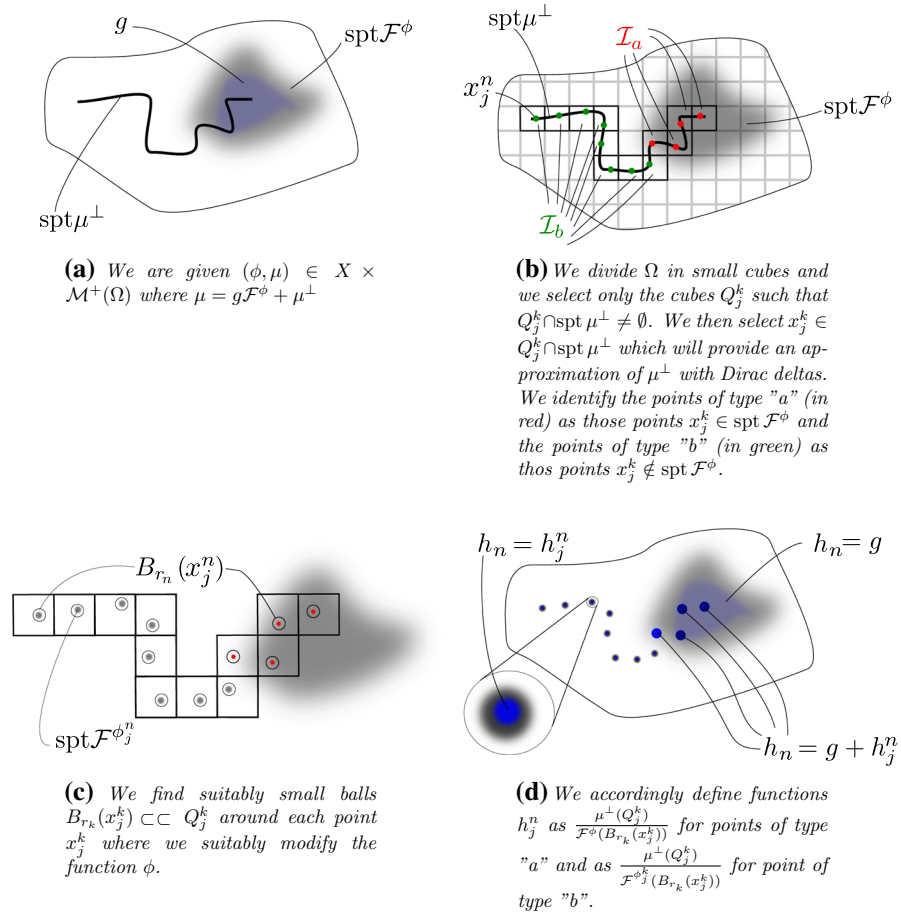 g
sptℱ^ϕ
sptμ^⊥
(a) We are given (ϕ, μ) ∈ X ×
ℳ⁺(Ω) where μ = gℱ^ϕ + μ^⊥
sptμ^⊥
ℐ_a
x_j^n
sptℱ^ϕ
ℐ_b
(b) We divide Ω in small cubes and
we select only the cubes Q_j^k such that
Q_j^k ∩ spt μ^⊥ ≠ ∅. We then select x_j^k ∈
Q_j^k ∩ spt μ^⊥ which will provide an ap-
proximation of μ^⊥ with Dirac deltas.
We identify the points of type "a" (in
red) as those points x_j^k ∈ spt ℱ^ϕ and
the points of type "b" (in green) as
thos points x_j^k ∉ spt ℱ^ϕ.
B_{r_n}(x_j^n)
sptℱ^{ϕ_j^n}
(c) We find suitably small balls
B_{r_k}(x_j^k) ⊂⊂ Q_j^k around each point
x_j^k where we suitably modify the
function ϕ.
h_n = h_j^n
h_n = g
h_n = g + h_j^n
(d) We accordingly define functions
h_j^n as μ^⊥(Q_j^k)/ℱ^ϕ(B_{r_k}(x_j^k)) for points of type
"a" and as μ^⊥(Q_j^k)/ℱ^{ϕ_j^k}(B_{r_k}(x_j^k)) for point of
type "b".